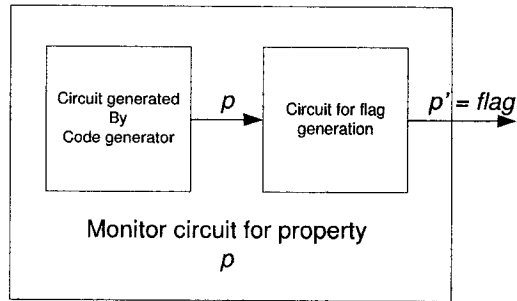 Circuit generated
By
Code generator
p
Circuit for flag
generation
p' = flag
Monitor circuit for property
p